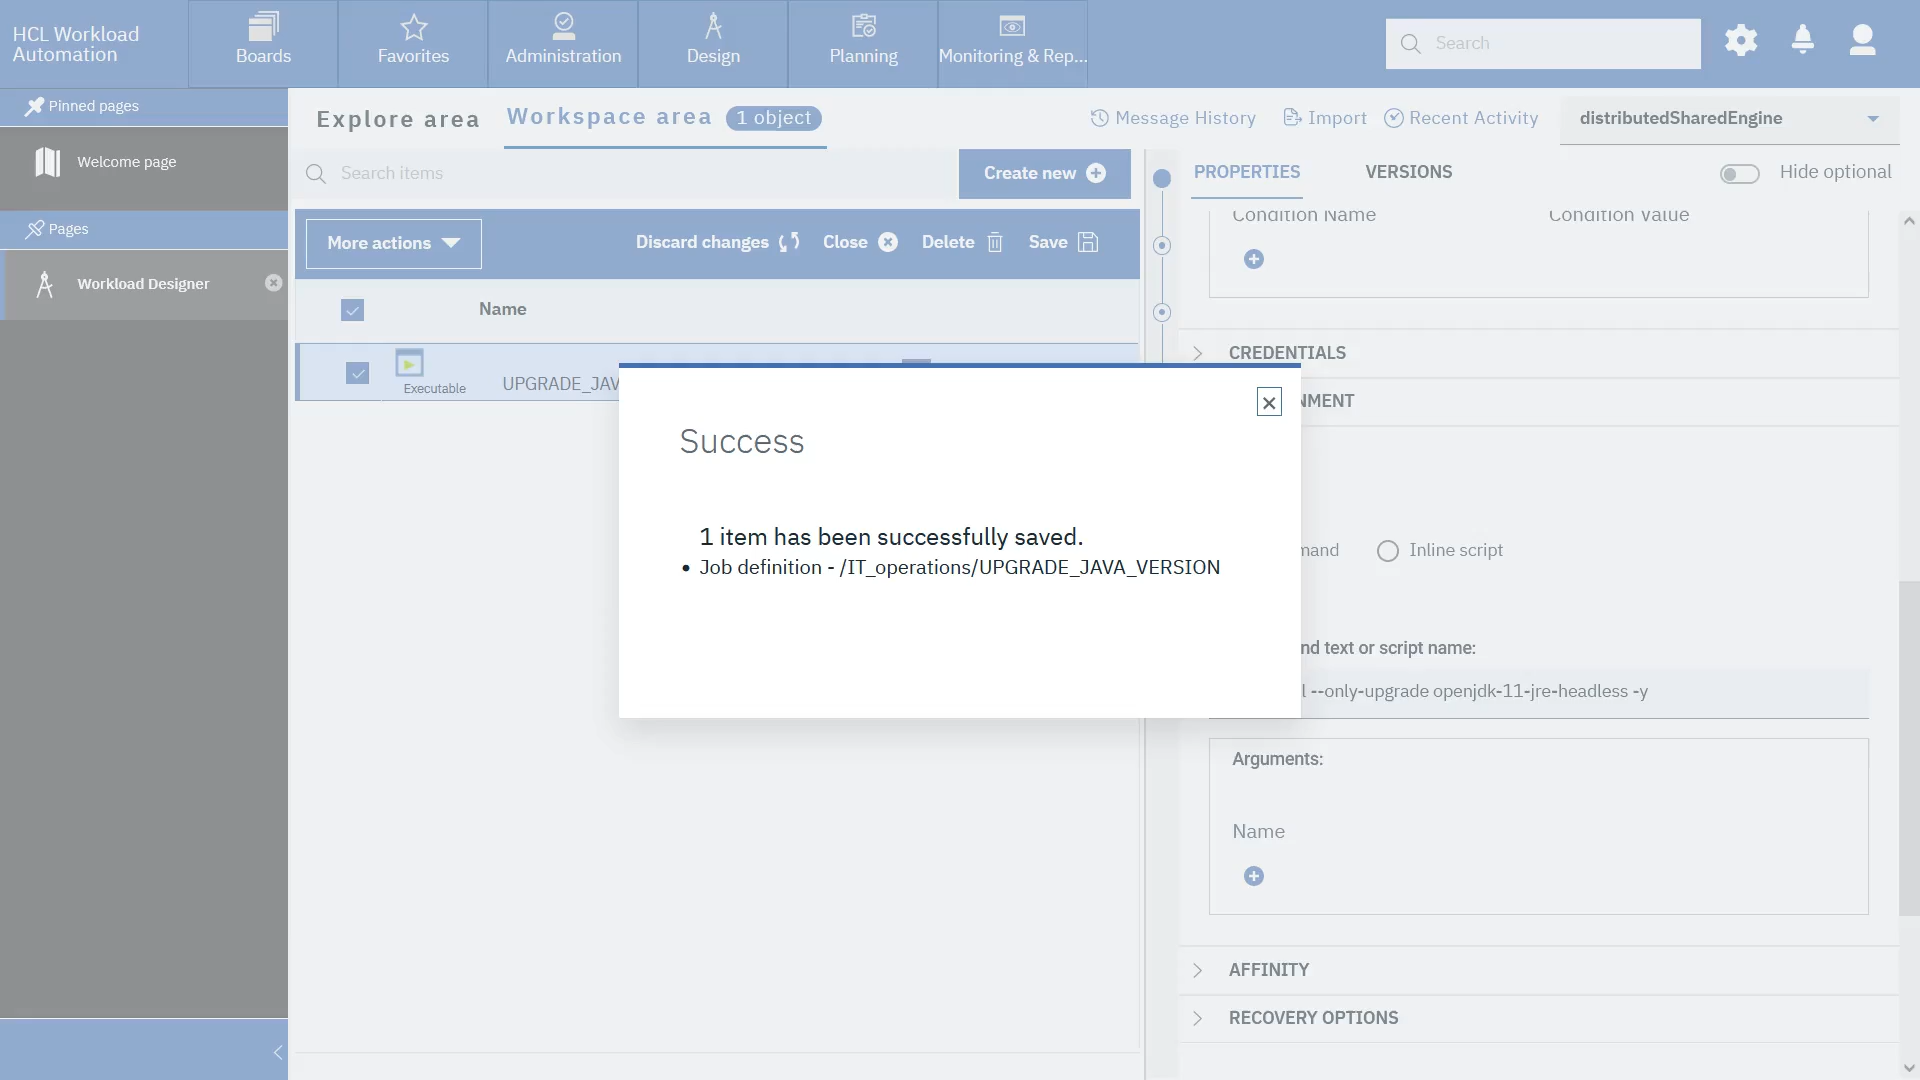 HCL Workload
Automation
Boards
Favorites
Administration
Design
Planning
Monitoring & Rep...
Search
Pinned pages
Welcome page
Pages
Workload Designer
Explore area
Workspace area
1 object
Message History
Import
Recent Activity
distributedSharedEngine
Search items
Create new
PROPERTIES
VERSIONS
Hide optional
More actions
Discard changes
Close
Delete
Save
Condition Name
Condition Value
Name
CREDENTIALS
Executable
UPGRADE_JAV
NMENT
Success
1 item has been successfully saved.
• Job definition - /IT_operations/UPGRADE_JAVA_VERSION
mand
Inline script
nd text or script name:
l --only-upgrade openjdk-11-jre-headless -y
Arguments:
Name
AFFINITY
RECOVERY OPTIONS